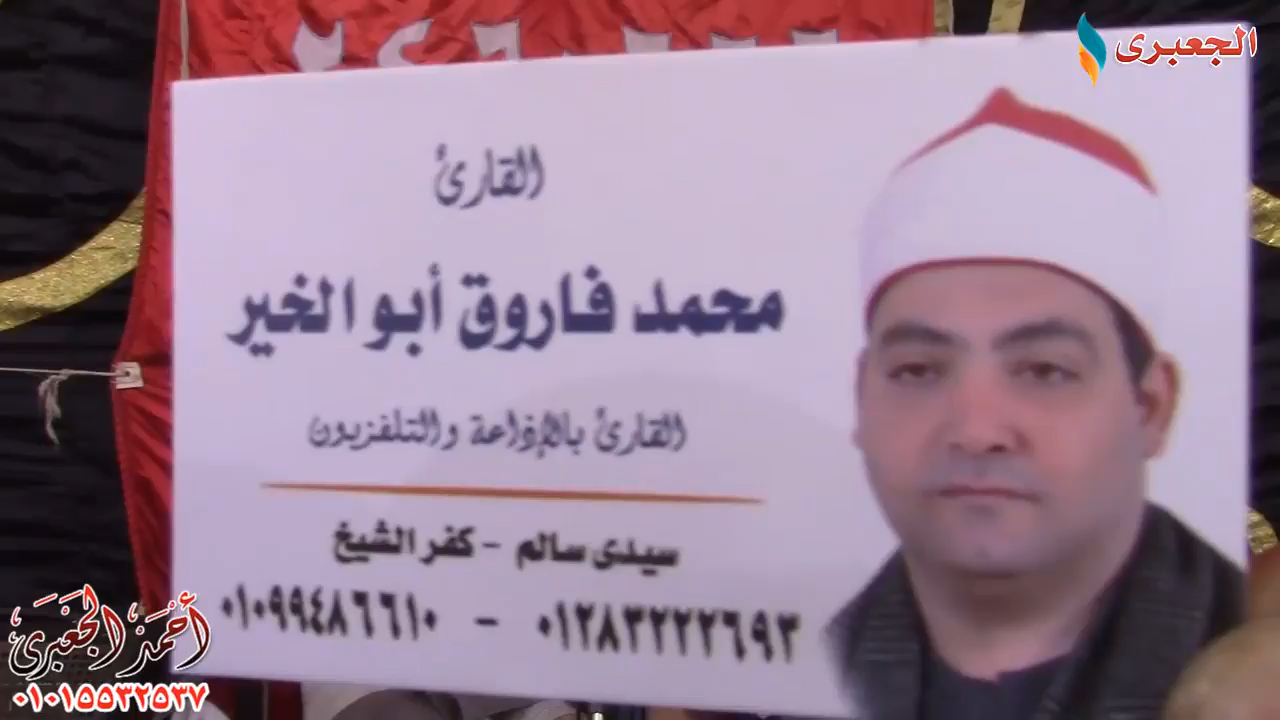 الجعبرى
القارئ
محمد فاروق أبو الخير
القارئ بالإذاعة والتلفزيون
سيدى سالم - كفر الشيخ
٠١٢٨٣٢٢٢٦٩٣ - ٠١٠٩٩٤٨٦٦١٠
أحمد الجعبرى
٠١٠١٥٥٣٢٥٣٧